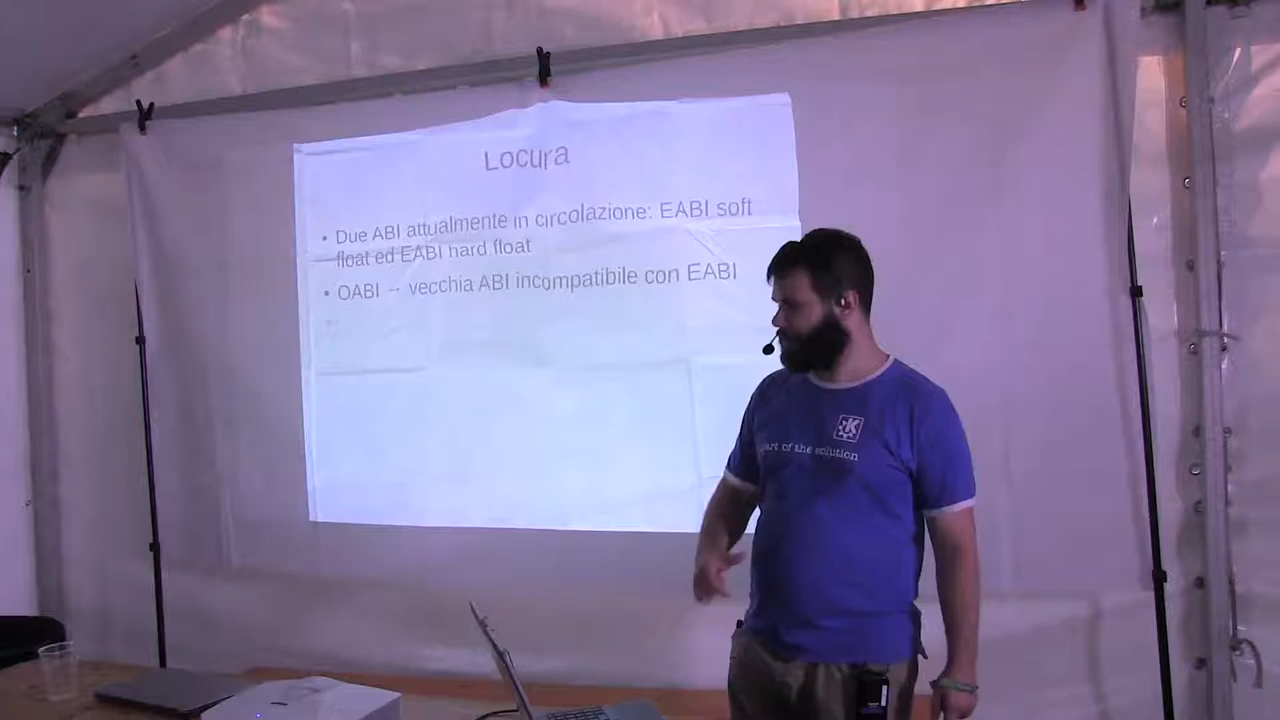 Locura
• Due ABI attualmente in circolazione: EABI soft
float ed EABI hard float
• OABI → vecchia ABI incompatibile con EABI
K
part of the solution